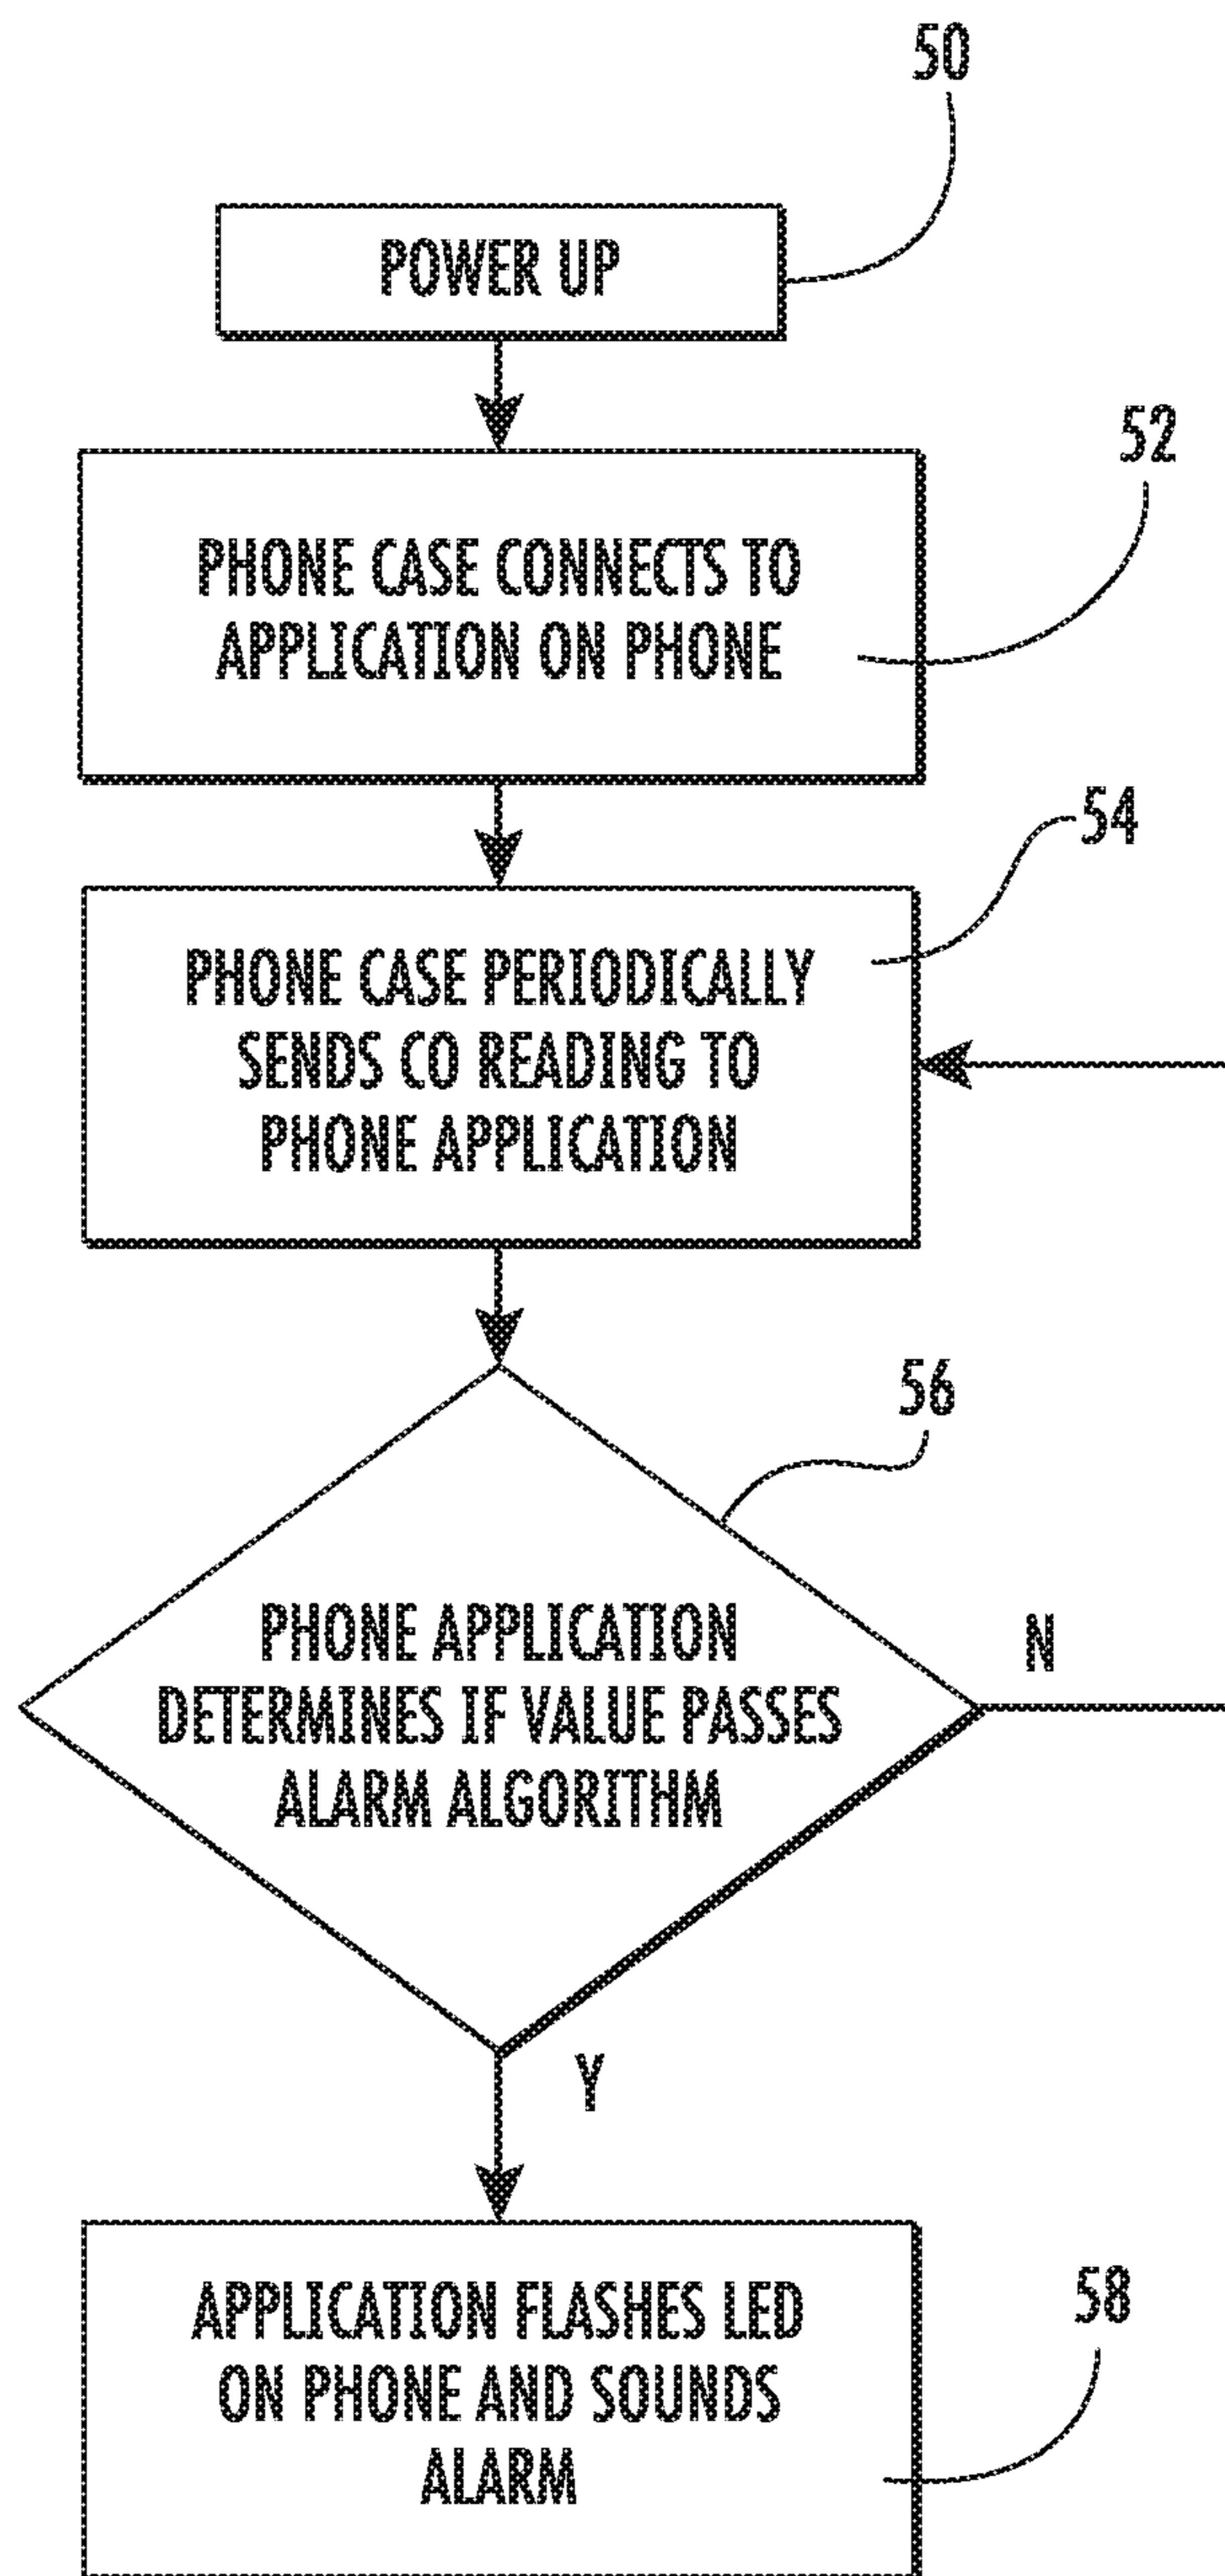 50
POWER UP
52
PHONE CASE CONNECTS TO
APPLICATION ON PHONE
54
PHONE CASE PERIODICALLY
SENDS CO READING TO
PHONE APPLICATION
56
PHONE APPLICATION
DETERMINES IF VALUE PASSES
ALARM ALGORITHM
N
Y
58
APPLICATION FLASHES LED
ON PHONE AND SOUNDS
ALARM